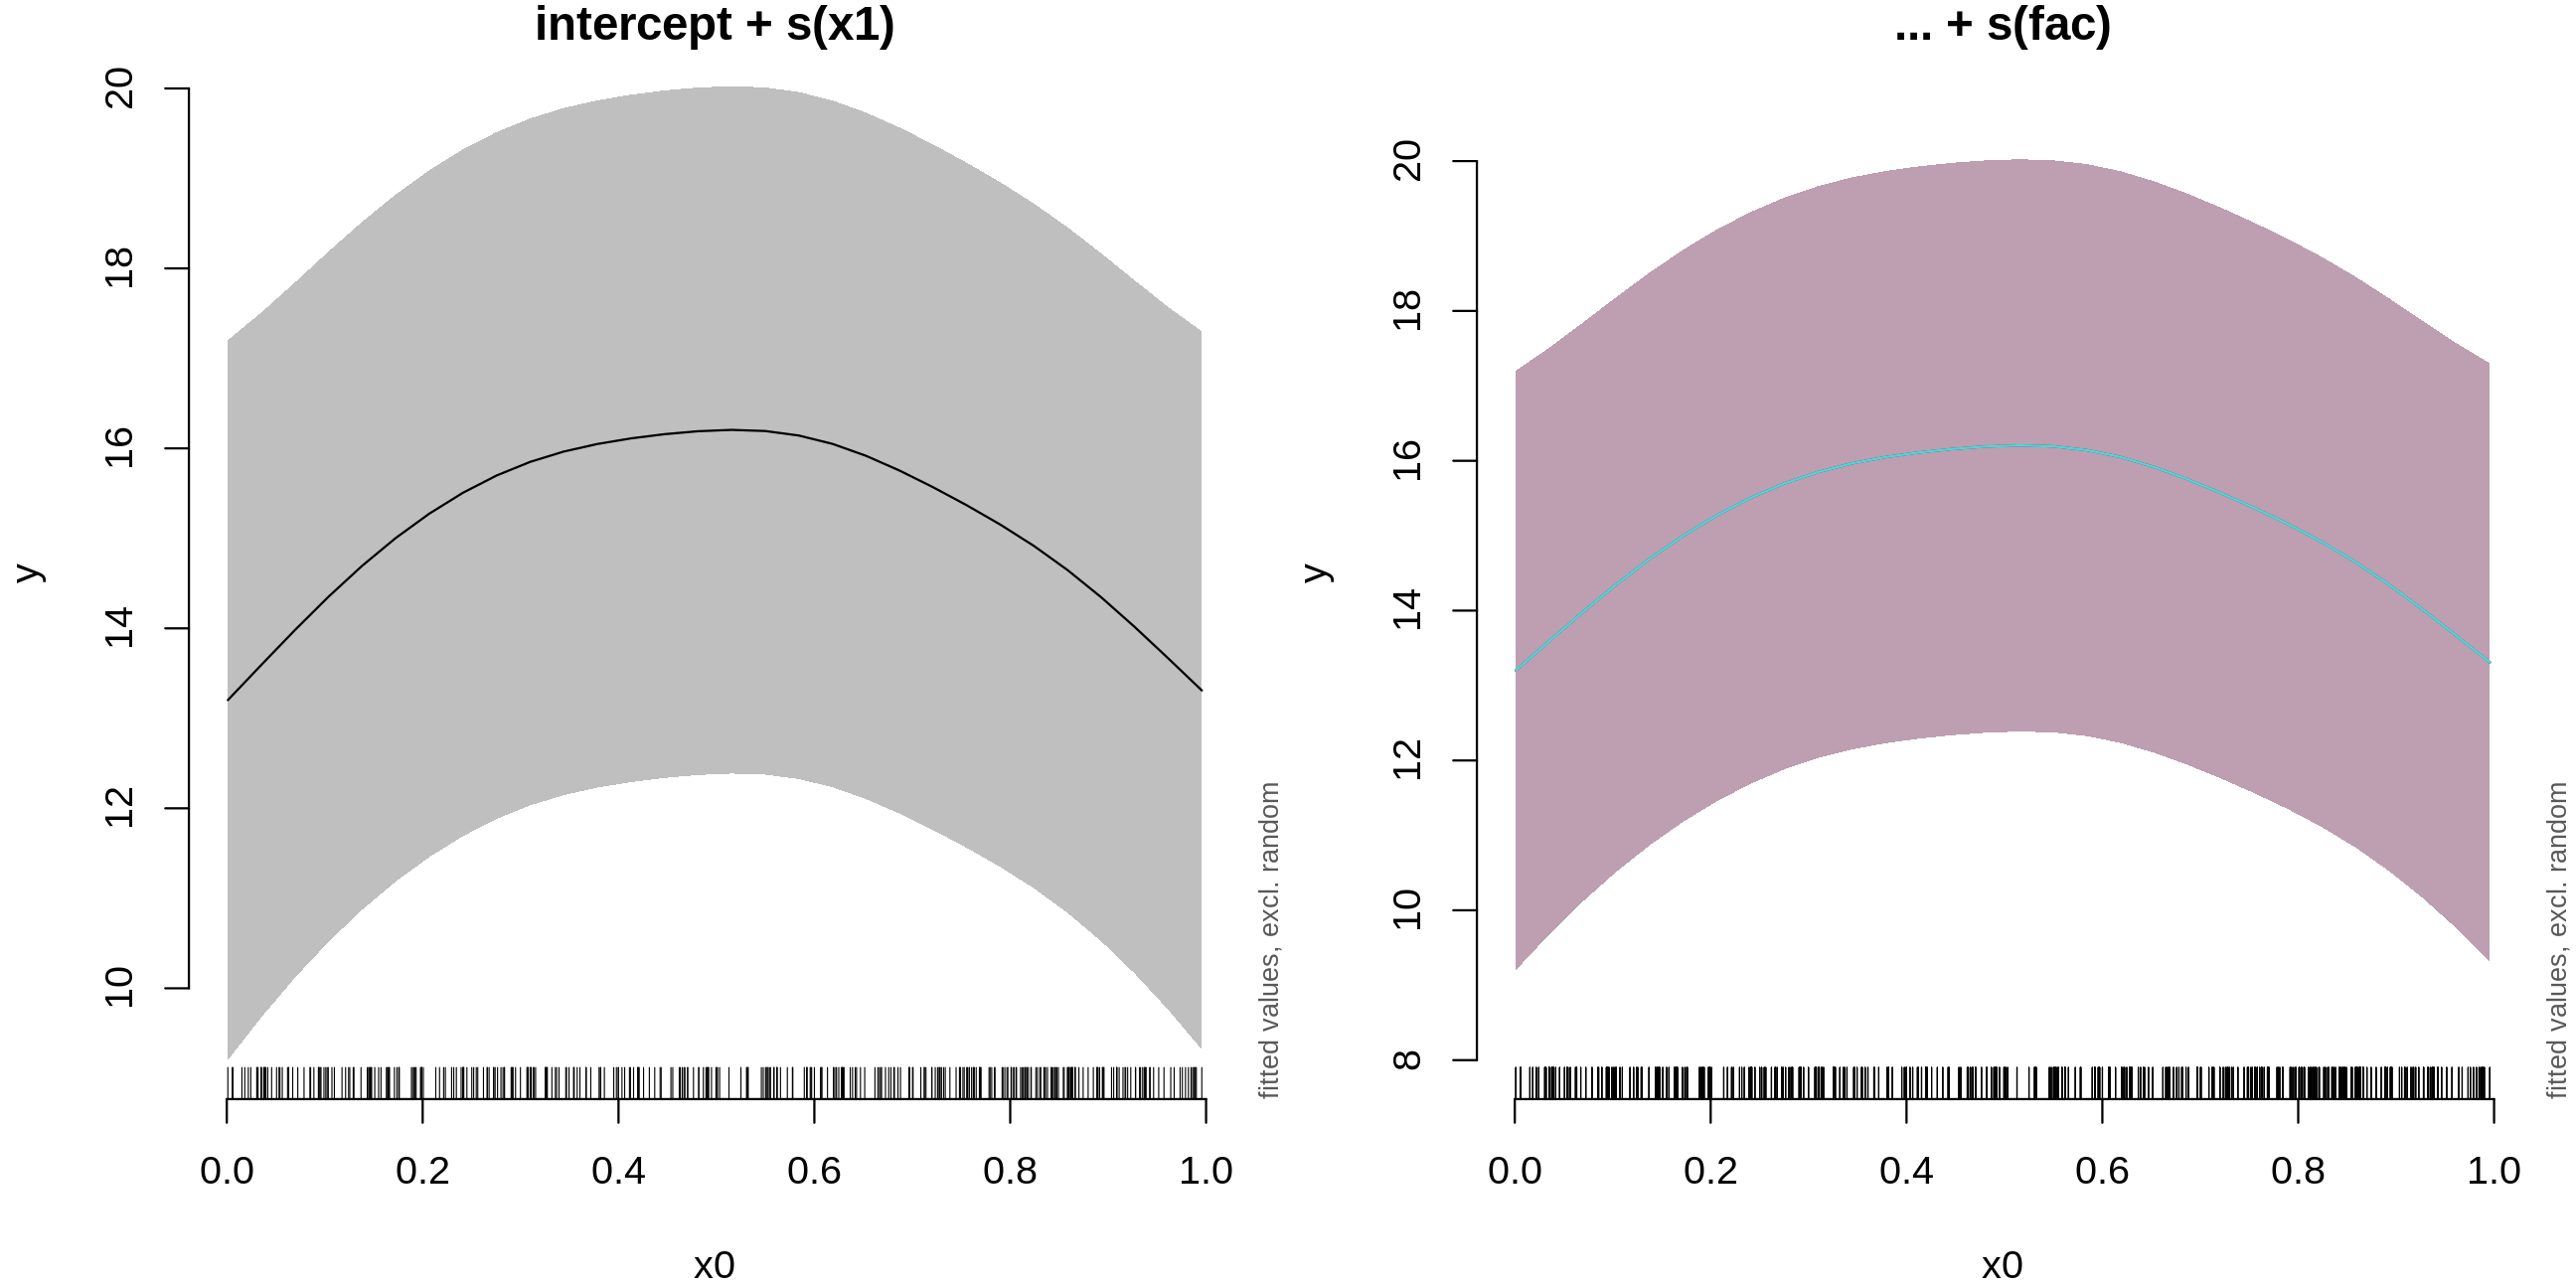 intercept + s(x1)
20
18
16
14
12
10
y
0.0 0.2 0.4 0.6 0.8 1.0
x0
fitted values, excl. random
... + s(fac)
20
18
16
14
12
10
8
y
0.0 0.2 0.4 0.6 0.8 1.0
x0
fitted values, excl. random